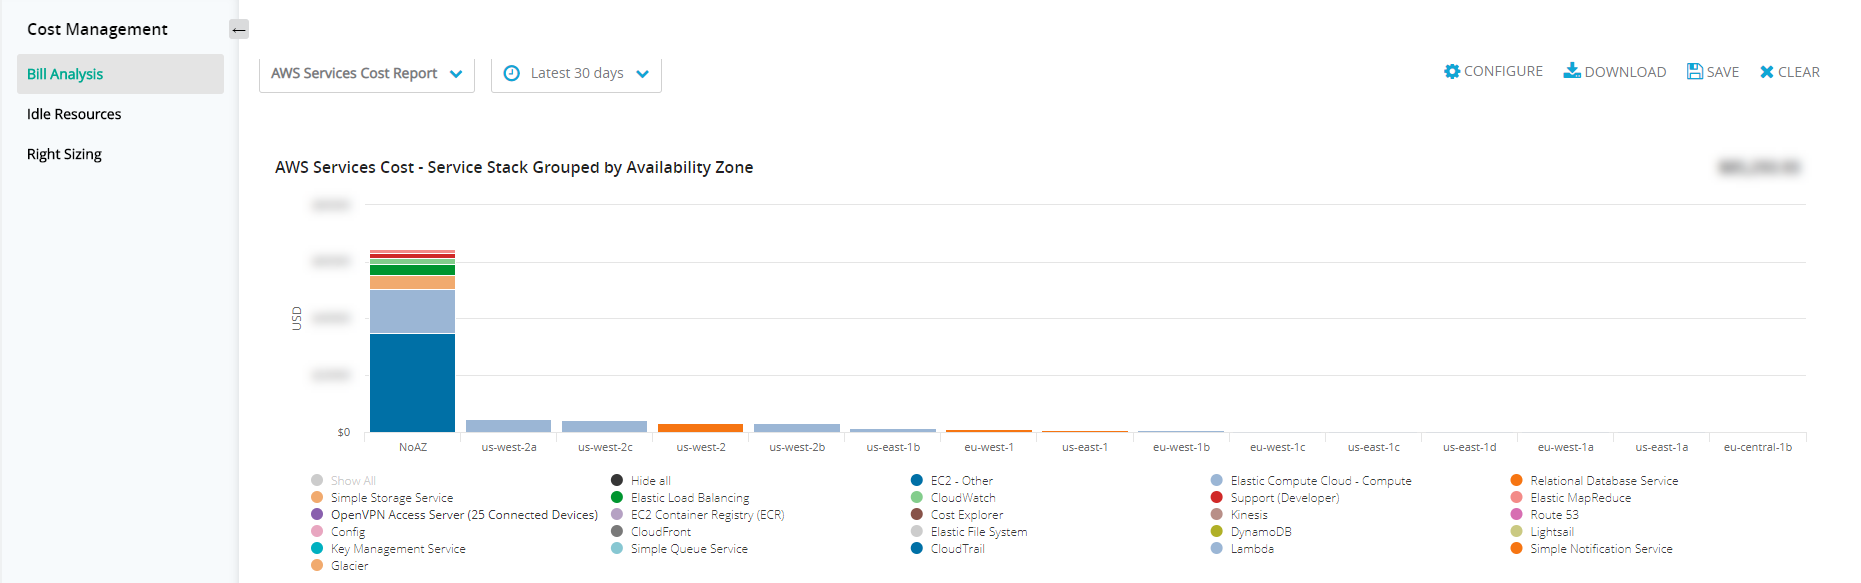 Cost Management
←
Bill Analysis
Idle Resources
Right Sizing
AWS Services Cost Report
Latest 30 days
CONFIGURE DOWNLOAD SAVE CLEAR
AWS Services Cost - Service Stack Grouped by Availability Zone
USD
$0
NoAZ us-west-2a us-west-2c us-west-2 us-west-2b us-east-1b eu-west-1 us-east-1 eu-west-1b eu-west-1c us-east-1c us-east-1d eu-west-1a us-east-1a eu-central-1b
Show All Hide all EC2 - Other Elastic Compute Cloud - Compute Relational Database Service
Simple Storage Service Elastic Load Balancing CloudWatch Support (Developer) Elastic MapReduce
OpenVPN Access Server (25 Connected Devices) EC2 Container Registry (ECR) Cost Explorer Kinesis Route 53
Config CloudFront Elastic File System DynamoDB Lightsail
Key Management Service Simple Queue Service CloudTrail Lambda Simple Notification Service
Glacier